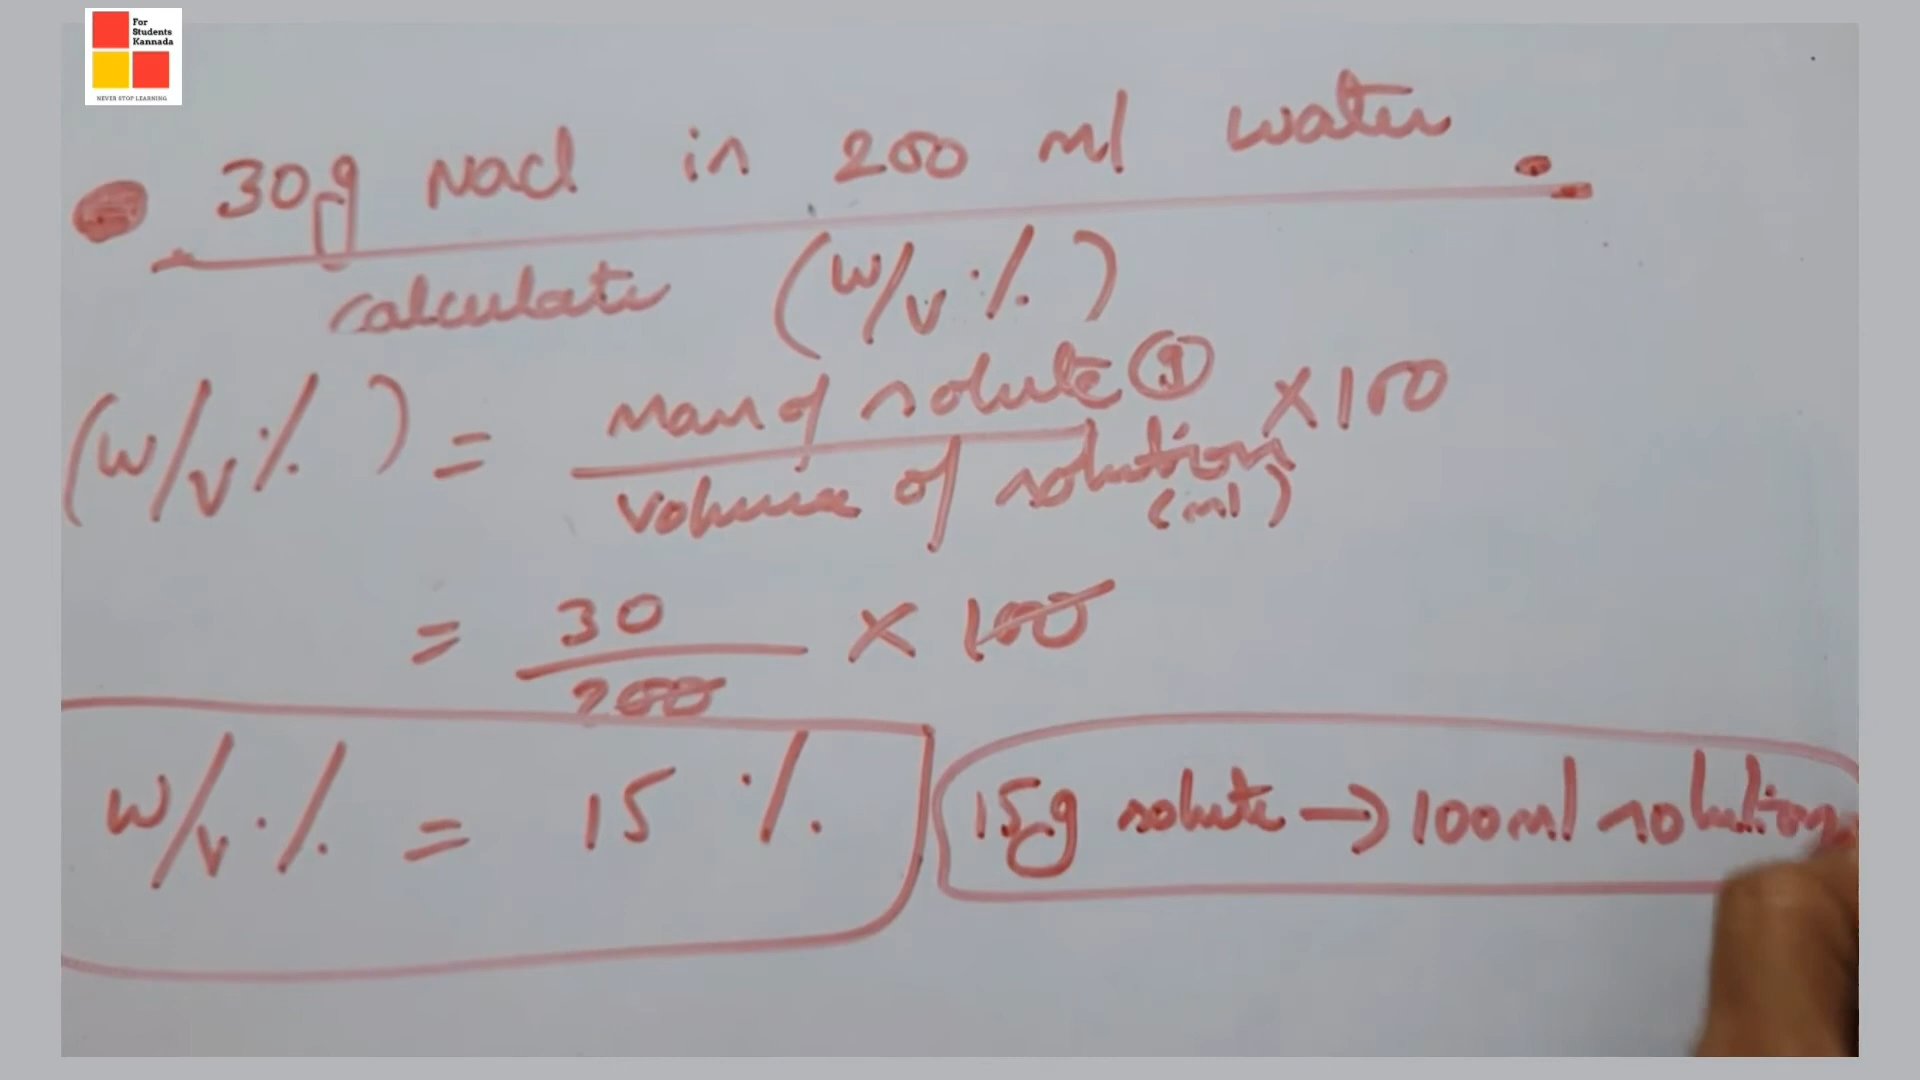 For
Students
Kannada
NEVER STOP LEARNING
30g Nacl in 200 ml water.
calculate (W/V %)
(W/V %) = Mass of solute (g) / volume of solution (ml) × 100
= 30 / 200 × 100
W/V % = 15 %
15g solute → 100ml solution